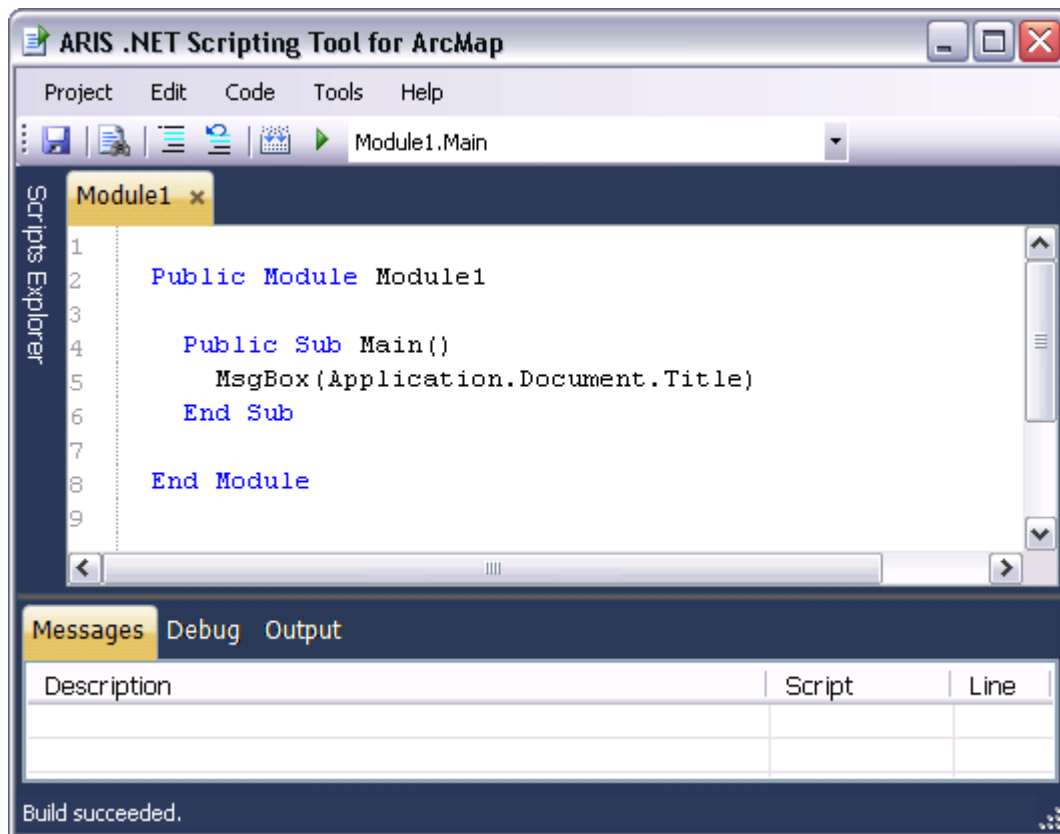 ARIS .NET Scripting Tool for ArcMap
Project Edit Code Tools Help
Module1.Main
Scripts Explorer
Module1
1
2 Public Module Module1
3
4 Public Sub Main()
5 MsgBox(Application.Document.Title)
6 End Sub
7
8 End Module
9
Messages Debug Output
Description Script Line
Build succeeded.